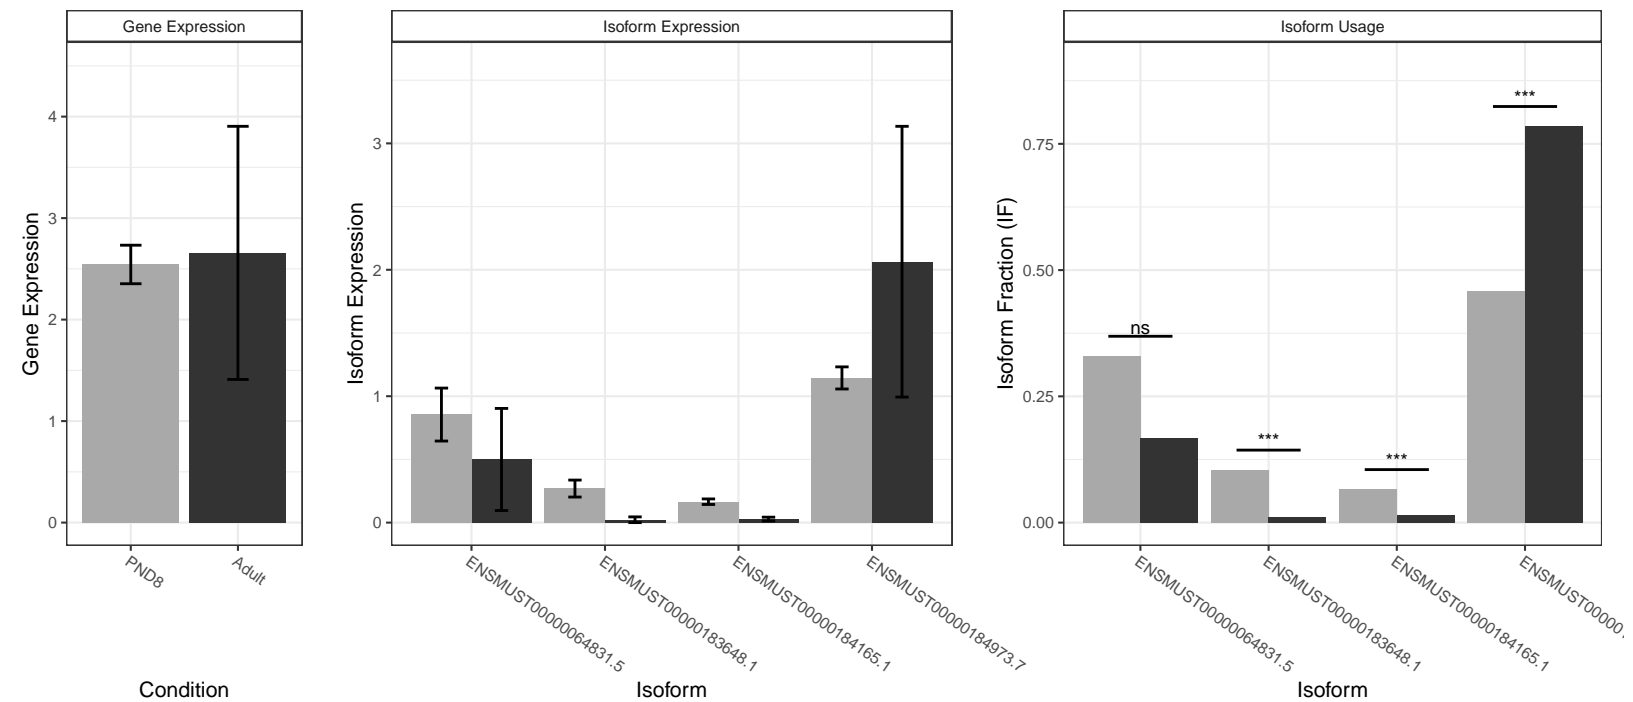 Gene Expression
Isoform Expression
Isoform Usage
Gene Expression
4
3
2
1
0
PND8
Adult
Condition
Isoform Expression
3
2
1
0
ENSMUST00000064831.5
ENSMUST00000183648.1
ENSMUST00000184165.1
ENSMUST00000184973.7
Isoform
Isoform Fraction (IF)
0.75
0.50
0.25
0.00
ns
***
***
***
ENSMUST00000064831.5
ENSMUST00000183648.1
ENSMUST00000184165.1
ENSMUST00000
Isoform